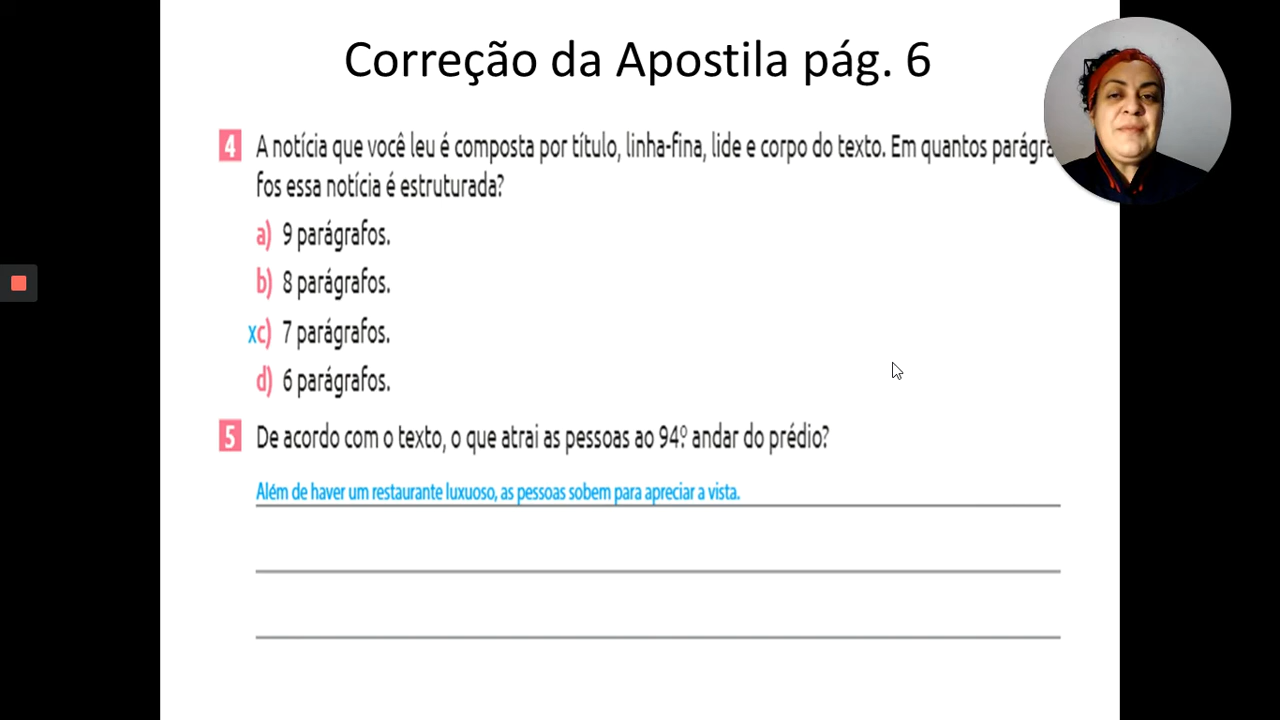 Correção da Apostila pág. 6
4 A notícia que você leu é composta por título, linha-fina, lide e corpo do texto. Em quantos parágra
fos essa notícia é estruturada?
a) 9 parágrafos.
b) 8 parágrafos.
xc) 7 parágrafos.
d) 6 parágrafos.
5 De acordo com o texto, o que atrai as pessoas ao 94.º andar do prédio?
Além de haver um restaurante luxuoso, as pessoas sobem para apreciar a vista.